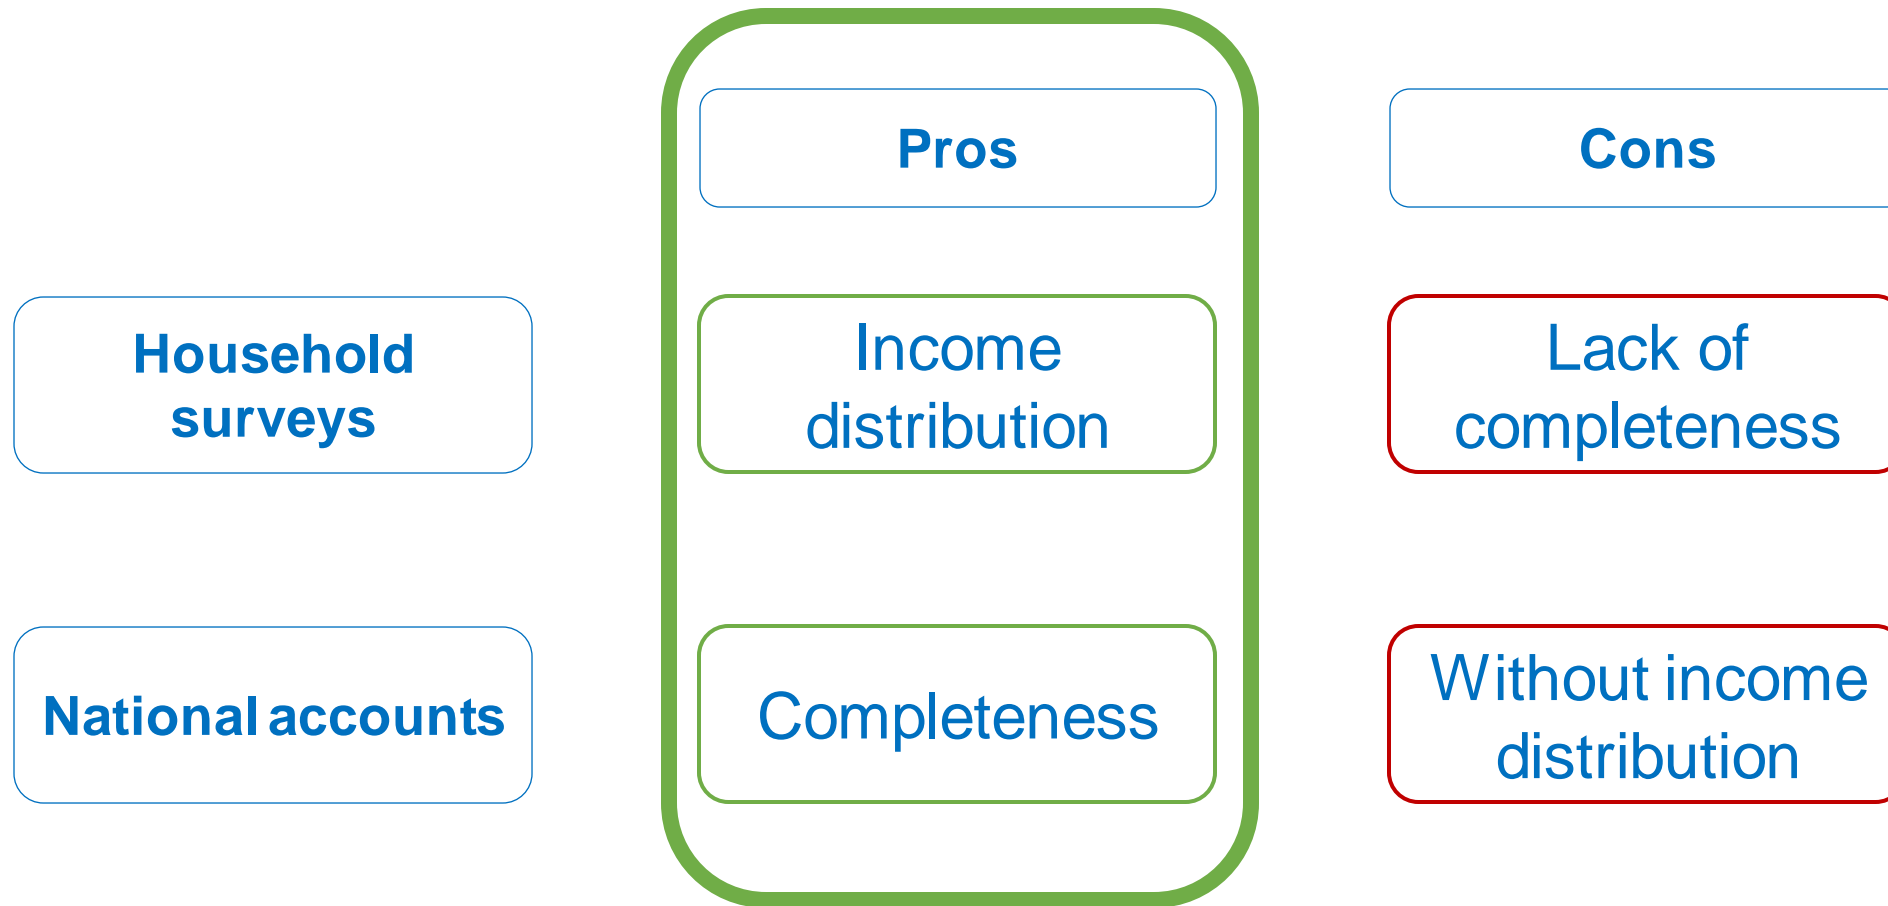 Pros
Cons
Household
surveys
Income
distribution
Lack of
completeness
National accounts
Completeness
Without income
distribution